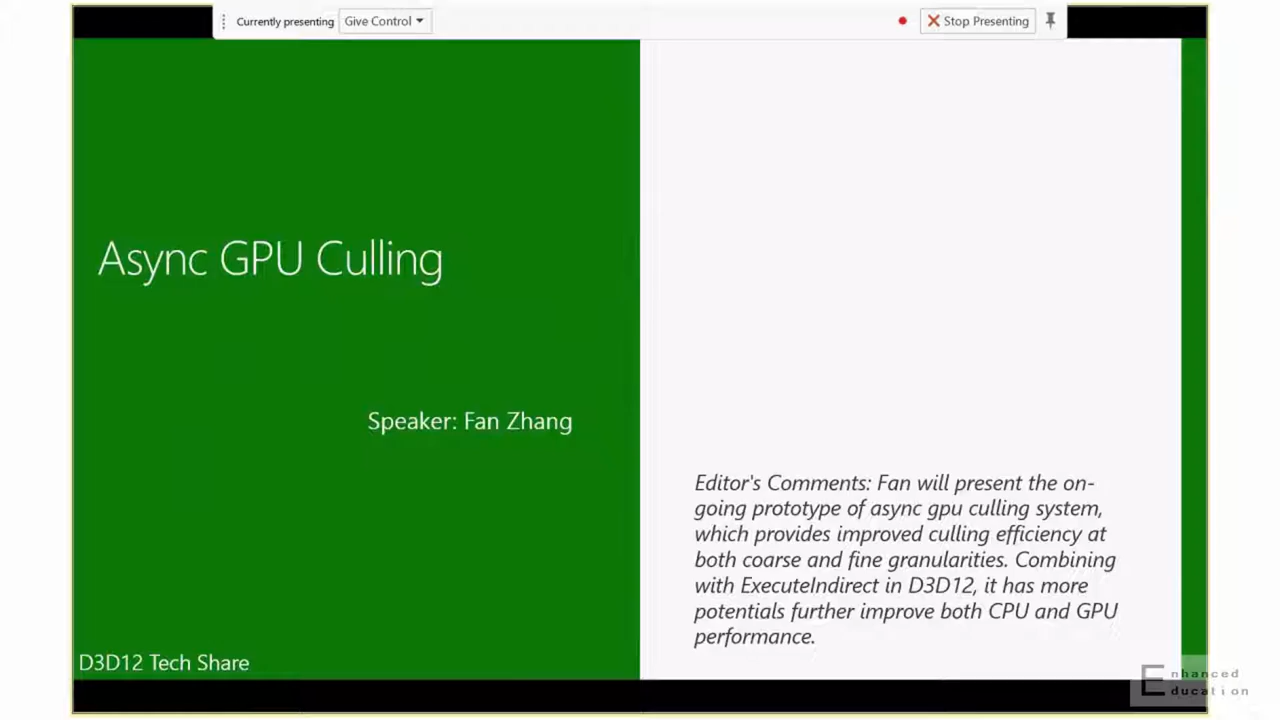 Currently presenting Give Control Stop Presenting
Async GPU Culling
Speaker: Fan Zhang
Editor's Comments: Fan will present the on-
going prototype of async gpu culling system,
which provides improved culling efficiency at
both coarse and fine granularities. Combining
with ExecuteIndirect in D3D12, it has more
potentials further improve both CPU and GPU
performance.
D3D12 Tech Share
Enhanced
Education